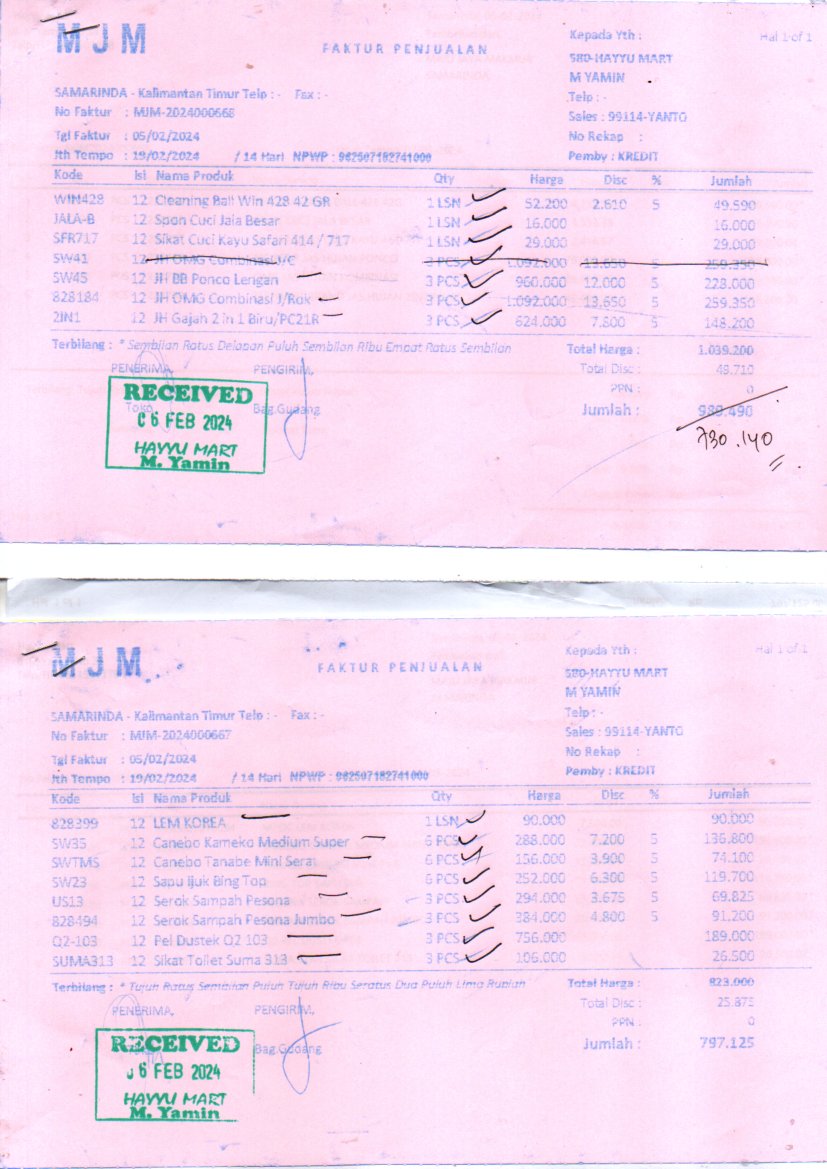 M J M
FAKTUR PENJUALAN
Kepada Yth :
Hal 1 of 1
580-HAYYU MART
M YAMIN
SAMARINDA - Kalimantan Timur Telp : - Fax : -
Telp : -
No Faktur : MJM-2024000668
Sales : 99114-YANTO
Tgl Faktur : 05/02/2024
No Rekap :
Jth Tempo : 19/02/2024 / 14 Hari NPWP : 982507182741000
Pemby : KREDIT
Kode Isi Nama Produk Qty Harga Disc % Jumlah
WIN428 12 Cleaning Ball Win 428 42 GR 1 LSN 52.200 2.610 5 49.590
JALA-B 12 Spon Cuci Jala Besar 1 LSN 16.000 16.000
SFR717 12 Sikat Cuci Kayu Safari 414 / 717 1 LSN 29.000 29.000
SW41 12 JH OMG Combinasi J/C 3 PCS 1.092.000 13.650 5 259.350
SW45 12 JH BB Ponco Lengan 3 PCS 960.000 12.000 5 228.000
828184 12 JH OMG Combinasi J/Rok 3 PCS 1.092.000 13.650 5 259.350
2IN1 12 JH Gajah 2 in 1 Biru/PC21R 3 PCS 624.000 7.800 5 148.200
Terbilang : * Sembilan Ratus Delapan Puluh Sembilan Ribu Empat Ratus Sembilan
Total Harga : 1.039.200
PENERIMA, PENGIRIM,
Total Disc : 49.710
PPN : 0
Jumlah : 989.490
730.140
RECEIVED
Toko Bag.Gudang
06 FEB 2024
HAYYU MART
M. Yamin
M J M
FAKTUR PENJUALAN
Kepada Yth :
Hal 1 of 1
580-HAYYU MART
M YAMIN
SAMARINDA - Kalimantan Timur Telp : - Fax : -
Telp : -
No Faktur : MJM-2024000667
Sales : 99114-YANTO
Tgl Faktur : 05/02/2024
No Rekap :
Jth Tempo : 19/02/2024 / 14 Hari NPWP : 982507182741000
Pemby : KREDIT
Kode Isi Nama Produk Qty Harga Disc % Jumlah
828399 12 LEM KOREA 1 LSN 90.000 90.000
SW35 12 Canebo Kameko Medium Super 6 PCS 288.000 7.200 5 136.800
SWTMS 12 Canebo Tanabe Mini Serat 6 PCS 156.000 3.900 5 74.100
SW23 12 Sapu Ijuk Bing Top 6 PCS 252.000 6.300 5 119.700
US13 12 Serok Sampah Pesona 3 PCS 294.000 3.675 5 69.825
828494 12 Serok Sampah Pesona Jumbo 3 PCS 384.000 4.800 5 91.200
Q2-103 12 Pel Dustek Q2 103 3 PCS 756.000 189.000
SUMA313 12 Sikat Toilet Suma 313 3 PCS 106.000 26.500
Terbilang : * Tujuh Ratus Sembilan Puluh Tujuh Ribu Seratus Dua Puluh Lima Rupiah
Total Harga : 823.000
PENERIMA, PENGIRIM,
Total Disc : 25.875
PPN : 0
Jumlah : 797.125
RECEIVED
Bag.Gudang
06 FEB 2024
HAYYU MART
M. Yamin